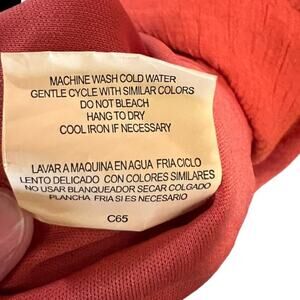 MACHINE WASH COLD WATER
GENTLE CYCLE WITH SIMILAR COLORS
DO NOT BLEACH
HANG TO DRY
COOL IRON IF NECESSARY
LAVAR A MAQUINA EN AGUA FRIA CICLO
LENTO DELICADO CON COLORES SIMILARES
NO USAR BLANQUEADOR SECAR COLGADO
PLANCHA FRIA SI ES NECESARIO
C65